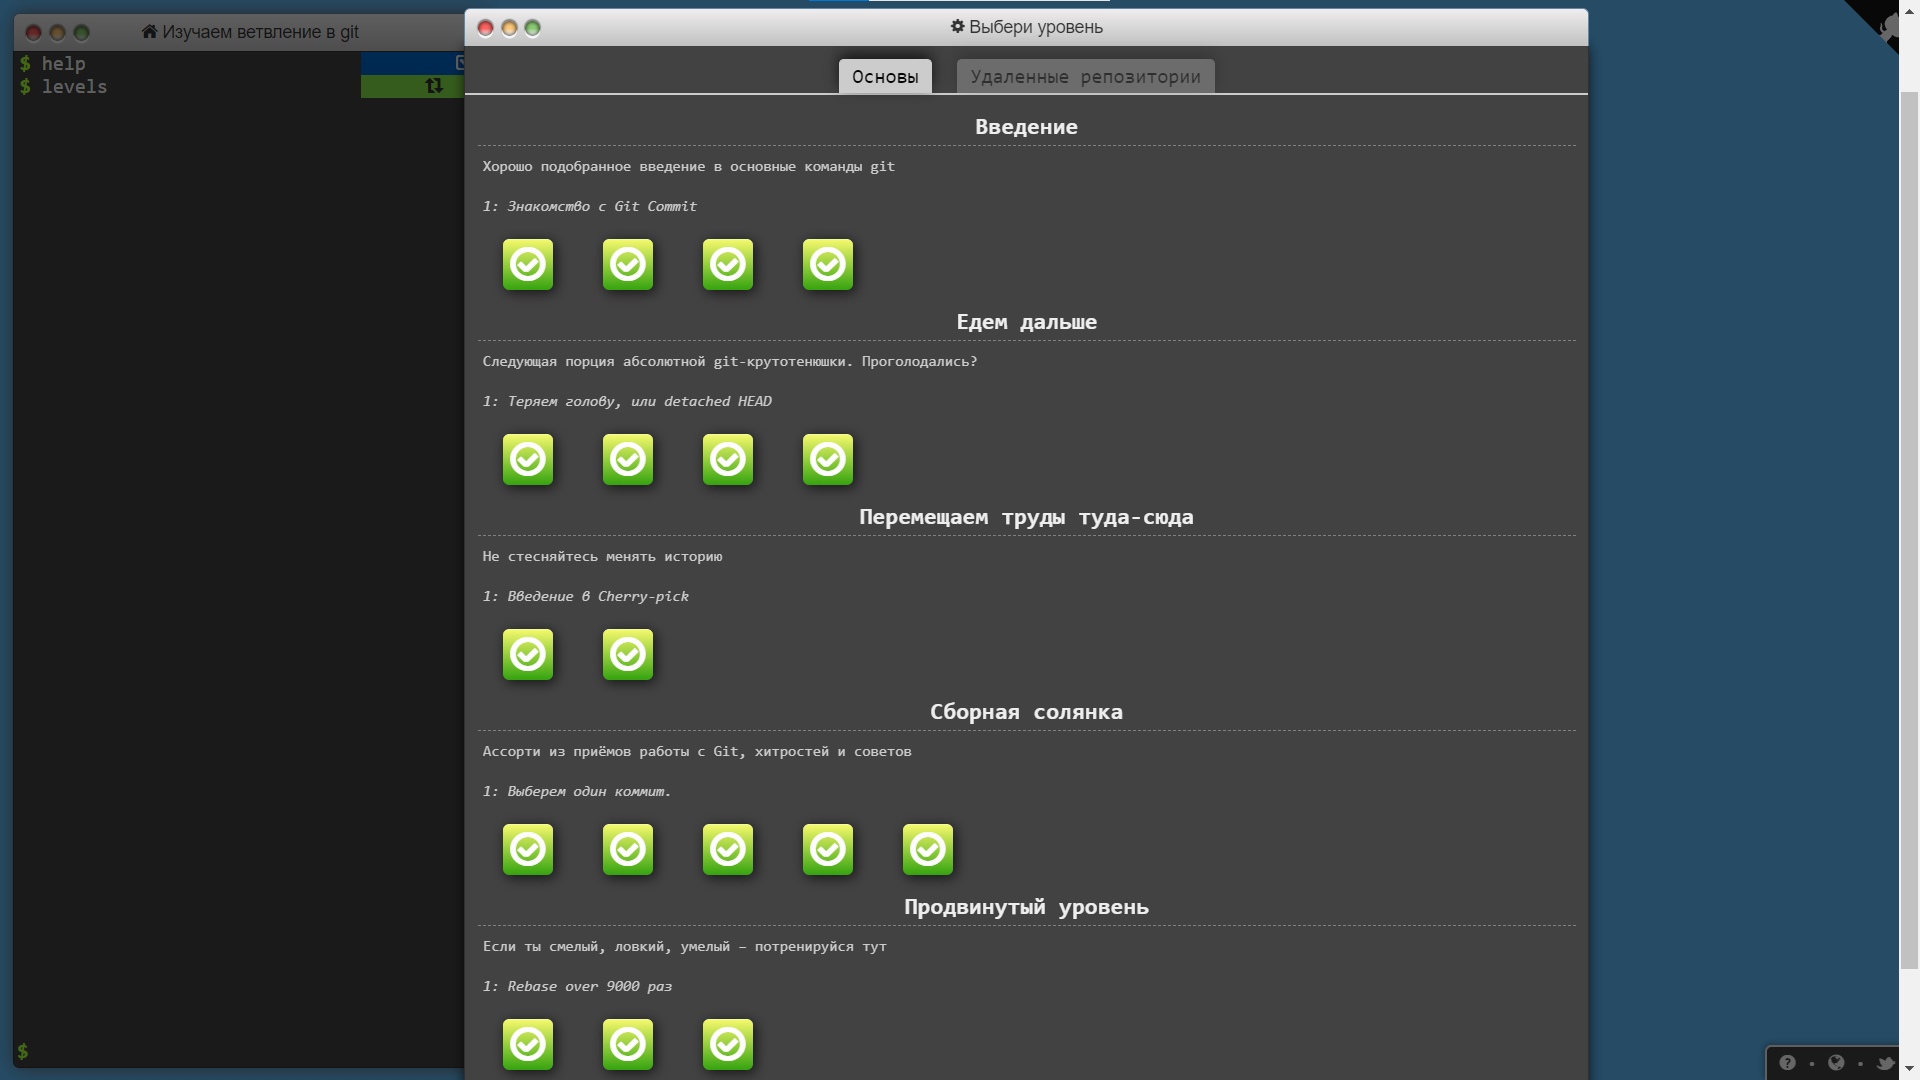 Изучаем ветвление в git
$ help
$ levels
$
Выбери уровень
Основы
Удаленные репозитории
Введение
Хорошо подобранное введение в основные команды git
1: Знакомство с Git Commit
Едем дальше
Следующая порция абсолютной git-крутотенюшки. Проголодались?
1: Теряем голову, или detached HEAD
Перемещаем труды туда-сюда
Не стесняйтесь менять историю
1: Введение в Cherry-pick
Сборная солянка
Ассорти из приёмов работы с Git, хитростей и советов
1: Выберем один коммит.
Продвинутый уровень
Если ты смелый, ловкий, умелый – потренируйся тут
1: Rebase over 9000 раз